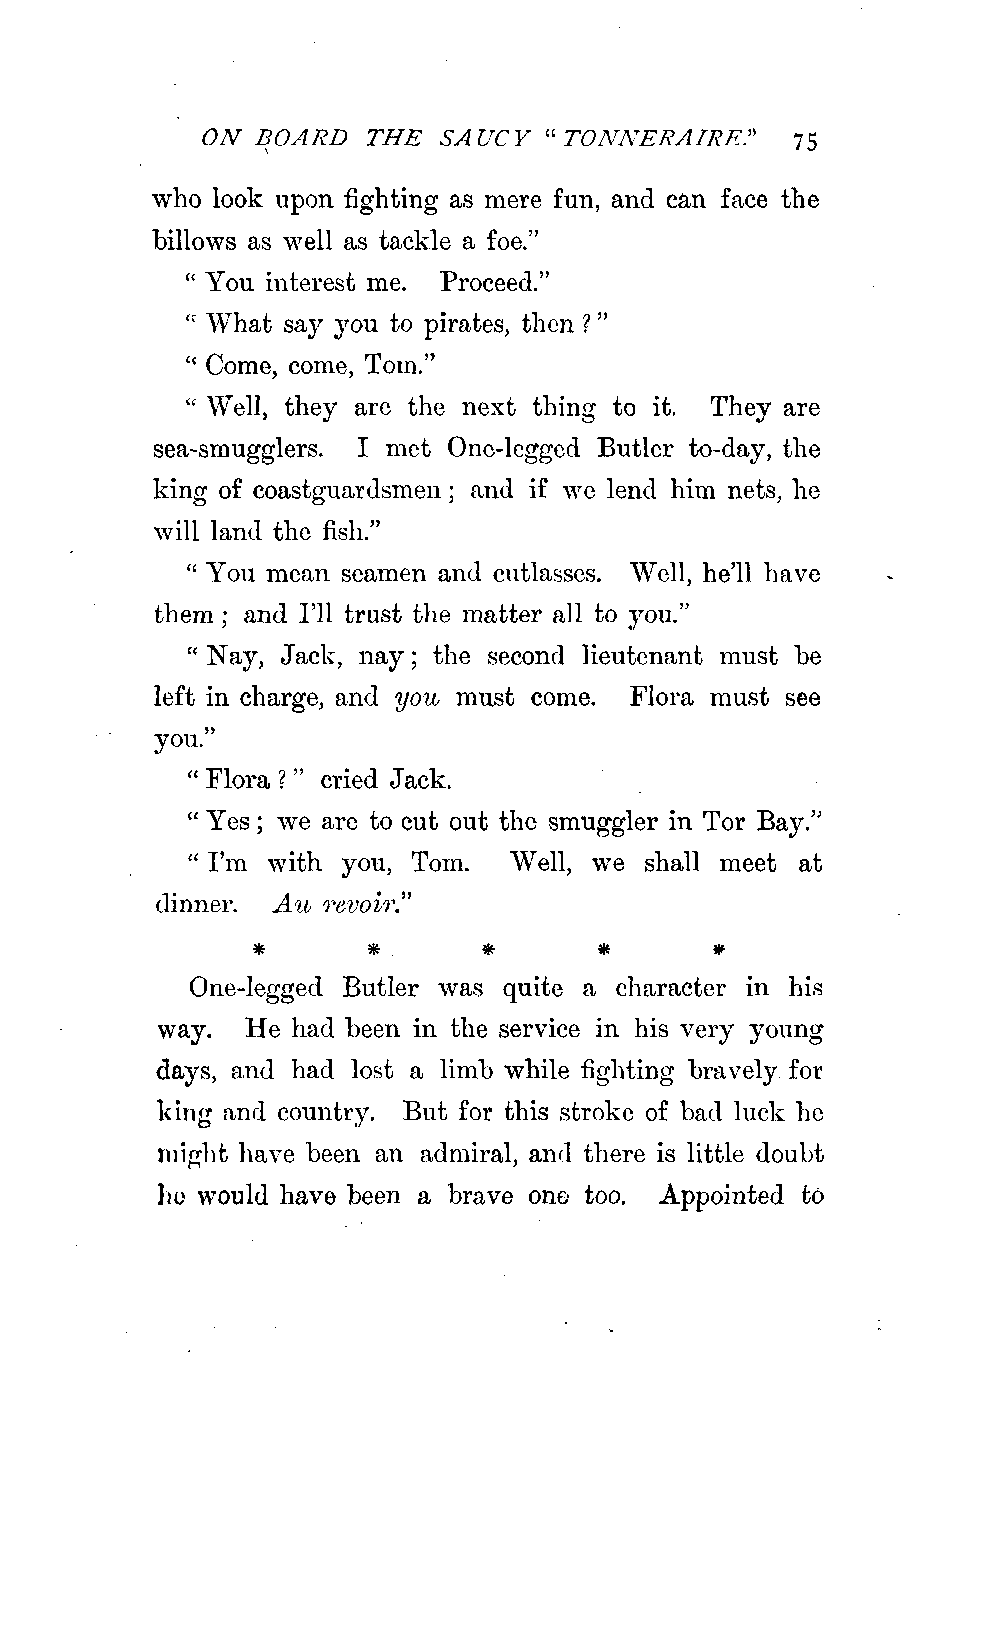 ON BOARD THE SAUCY "TONNERAIRE." 75
who look upon fighting as mere fun, and can face the
billows as well as tackle a foe."
"You interest me. Proceed."
"What say you to pirates, then?"
"Come, come, Tom."
"Well, they are the next thing to it. They are
sea-smugglers. I met One-legged Butler to-day, the
king of coastguardsmen; and if we lend him nets, he
will land the fish."
"You mean seamen and cutlasses. Well, he'll have
them; and I'll trust the matter all to you."
"Nay, Jack, nay; the second lieutenant must be
left in charge, and you must come. Flora must see
you."
"Flora?" cried Jack.
"Yes; we are to cut out the smuggler in Tor Bay."
"I'm with you, Tom. Well, we shall meet at
dinner. Au revoir."
* * * * *
One-legged Butler was quite a character in his
way. He had been in the service in his very young
days, and had lost a limb while fighting bravely for
king and country. But for this stroke of bad luck he
might have been an admiral, and there is little doubt
he would have been a brave one too. Appointed to